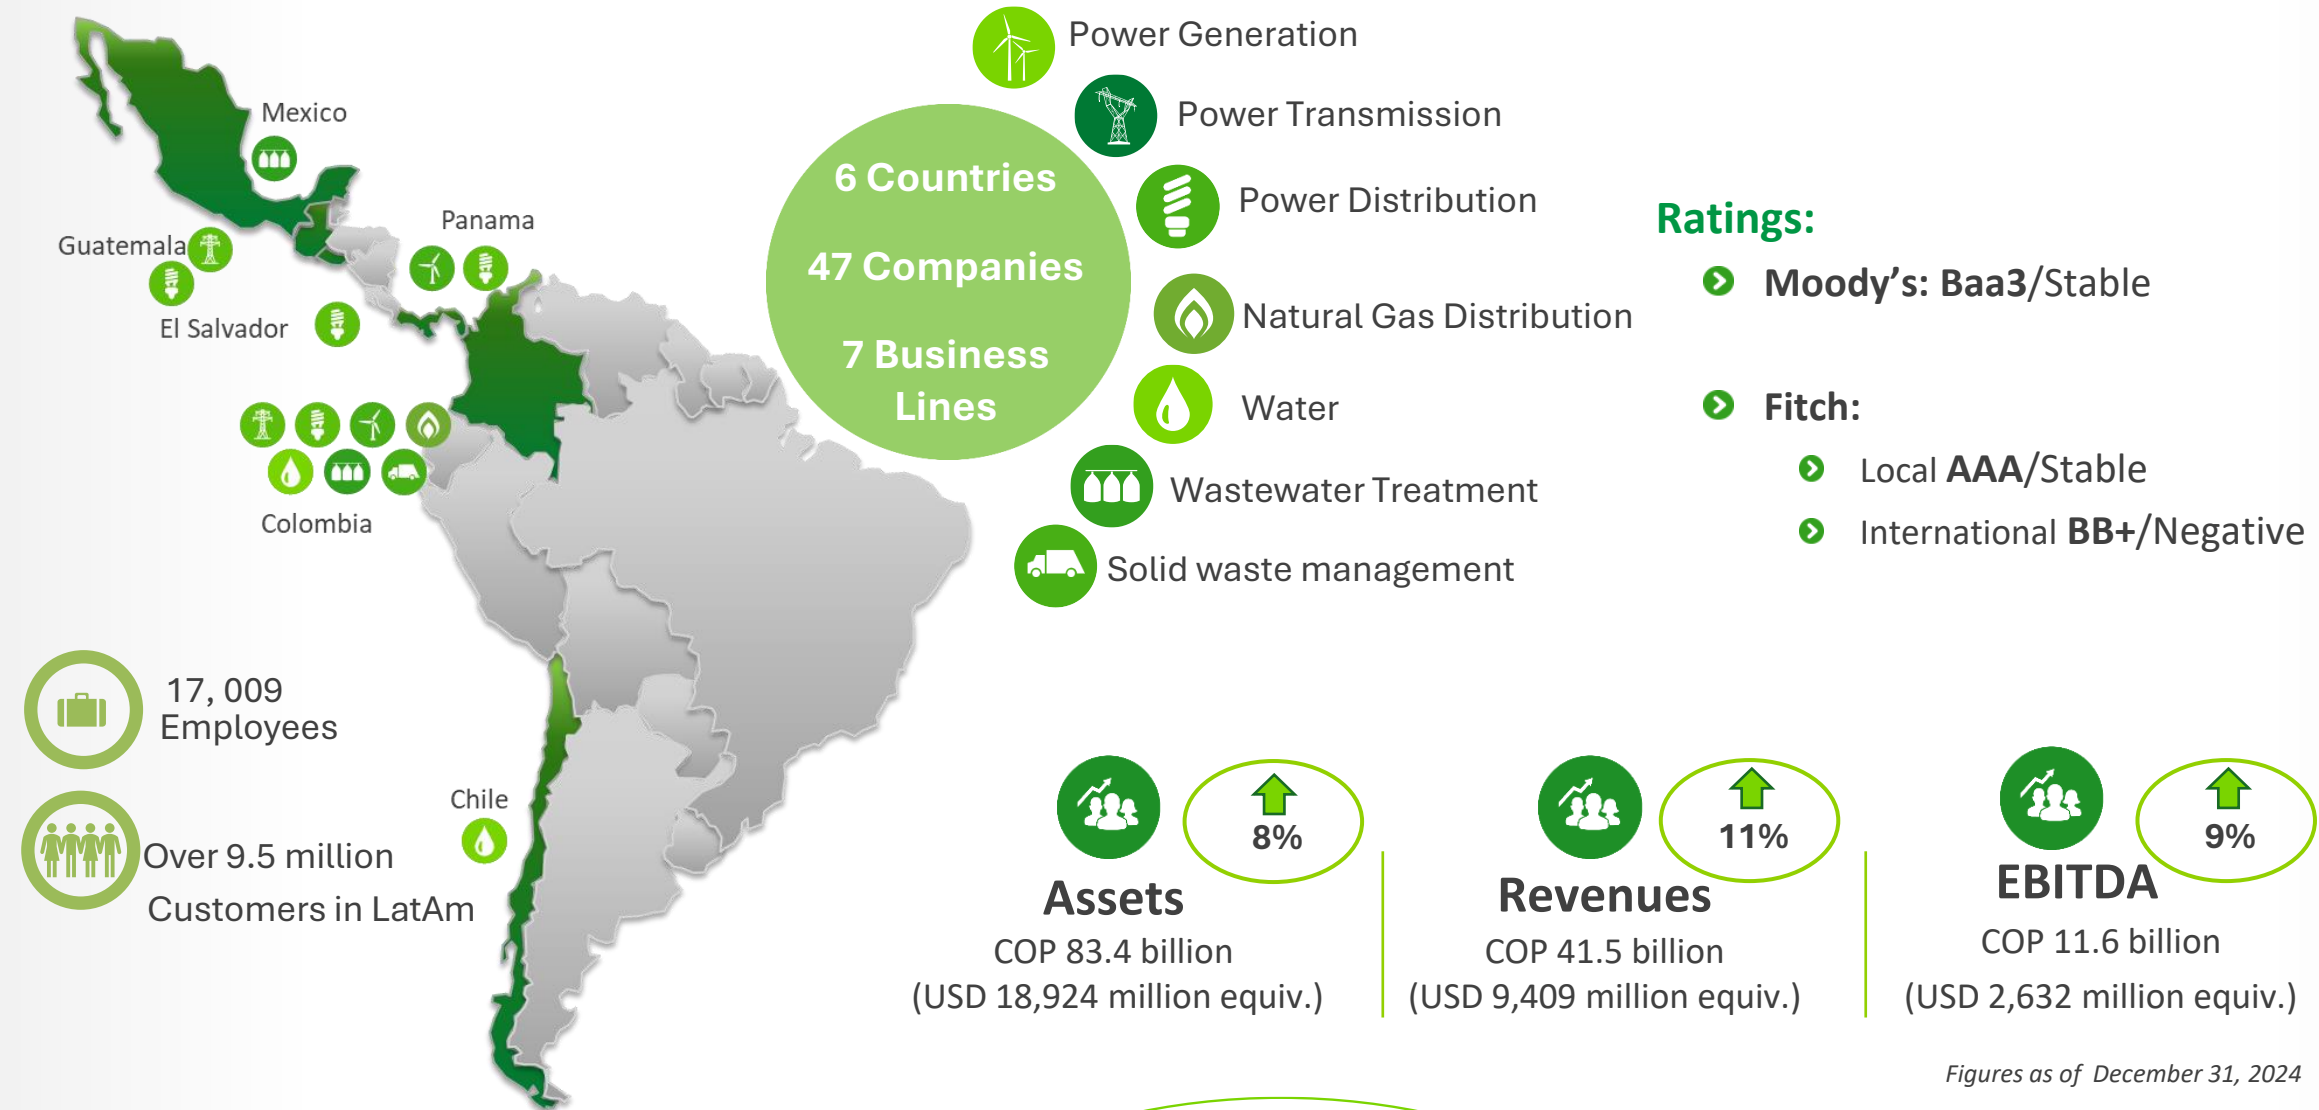 Mexico
Guatemala
Panama
El Salvador
Colombia
Chile
17, 009
Employees
Over 9.5 million
Customers in LatAm
6 Countries
47 Companies
7 Business
Lines
Power Generation
Power Transmission
Power Distribution
Natural Gas Distribution
Water
Wastewater Treatment
Solid waste management
Ratings:
Moody’s: Baa3/Stable
Fitch:
Local AAA/Stable
International BB+/Negative
8%
Assets
COP 83.4 billion
(USD 18,924 million equiv.)
11%
Revenues
COP 41.5 billion
(USD 9,409 million equiv.)
9%
EBITDA
COP 11.6 billion
(USD 2,632 million equiv.)
Figures as of December 31, 2024